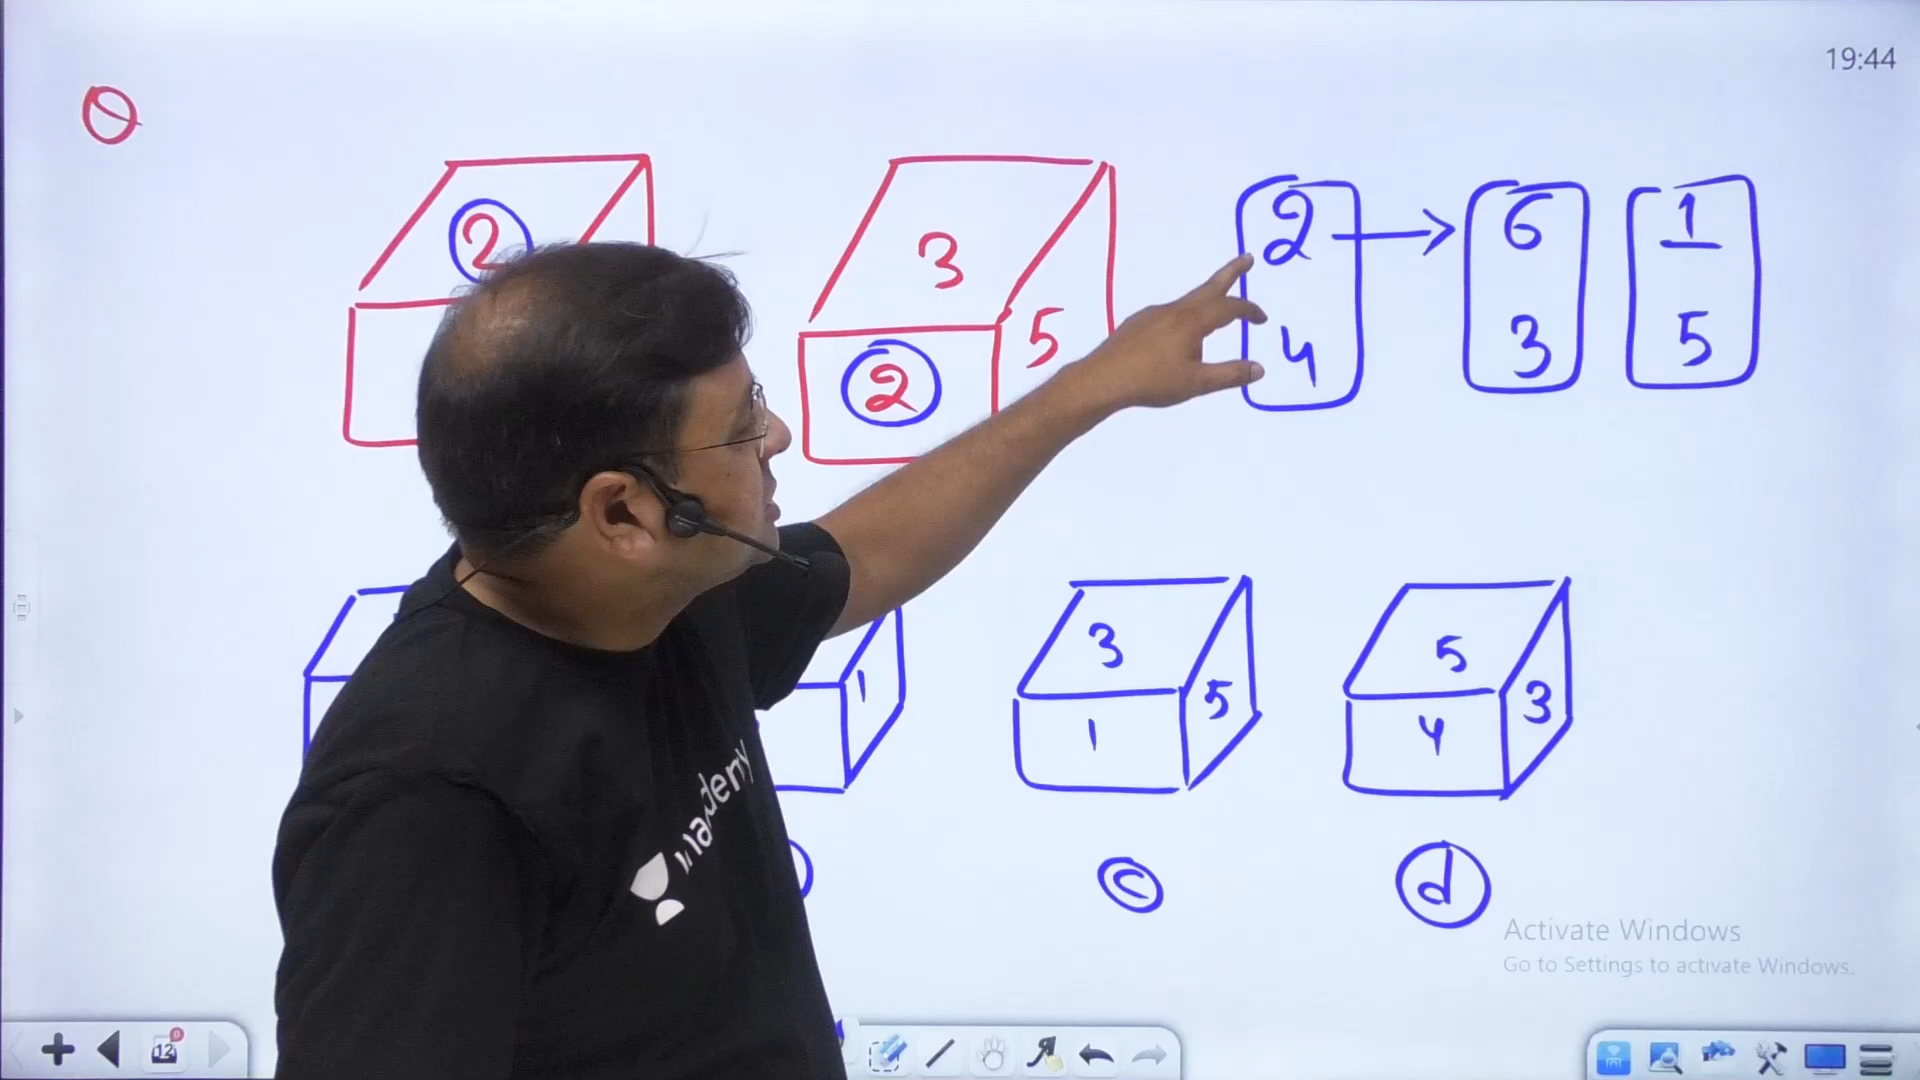 19:44
Q
2
3
5
2
2 → 6 1
4 3 5
1
3
5
1
5
3
4
c
d
unacademy
Activate Windows
Go to Settings to activate Windows.
12